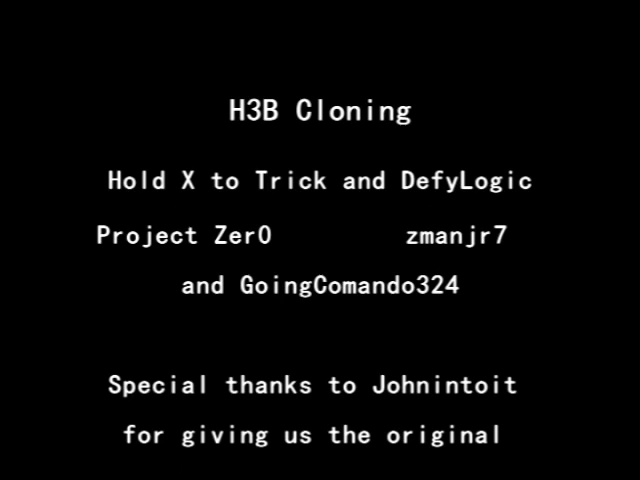 H3B Cloning
Hold X to Trick and DefyLogic
Project Zer0 zmanjr7
and GoingComando324
Special thanks to Johnintoit
for giving us the original